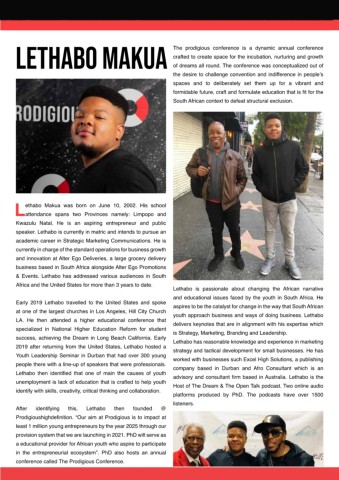 LETHABO MAKUA
RODIGIOU
Lethabo Makua was born on June 10, 2002. His school
attendance spans two Provinces namely: Limpopo and
Kwazulu Natal. He is an aspiring entrepreneur and public
speaker. Lethabo is currently in matric and intends to pursue an
academic career in Strategic Marketing Communications. He is
currently in charge of the standard operations for business growth
and innovation at Alter Ego Deliveries, a large grocery delivery
business based in South Africa alongside Alter Ego Promotions
& Events. Lethabo has addressed various audiences in South
Africa and the United States for more than 3 years to date.
Early 2019 Lethabo travelled to the United States and spoke
at one of the largest churches in Los Angeles, Hill City Church
LA. He then attended a higher educational conference that
specialized in National Higher Education Reform for student
success, achieving the Dream in Long Beach California. Early
2019 after returning from the United States, Lethabo hosted a
Youth Leadership Seminar in Durban that had over 300 young
people there with a line-up of speakers that were professionals.
Lethabo then identified that one of main the causes of youth
unemployment is lack of education that is crafted to help youth
identify with skills, creativity, critical thinking and collaboration.
After identifying this, Lethabo then founded @
Prodigioushighdefinition. “Our aim at Prodigious is to impact at
least 1 million young entrepreneurs by the year 2025 through our
provision system that we are launching in 2021. PhD will serve as
a educational provider for African youth who aspire to participate
in the entrepreneurial ecosystem”. PhD also hosts an annual
conference called The Prodigious Conference.
The prodigious conference is a dynamic annual conference
crafted to create space for the incubation, nurturing and growth
of dreams all round. The conference was conceptualized out of
the desire to challenge convention and indifference in people’s
spaces and to deliberately set them up for a vibrant and
formidable future, craft and formulate education that is fit for the
South African context to defeat structural exclusion.
Lethabo is passionate about changing the African narrative
and educational issues faced by the youth in South Africa. He
aspires to be the catalyst for change in the way that South African
youth approach business and ways of doing business. Lethabo
delivers keynotes that are in alignment with his expertise which
is Strategy, Marketing, Branding and Leadership.
Lethabo has reasonable knowledge and experience in marketing
strategy and tactical development for small businesses. He has
worked with businesses such Excel High Solutions, a publishing
company based in Durban and Afro Consultant which is an
advisory and consultant firm based in Australia. Lethabo is the
Host of The Dream & The Open Talk podcast. Two online audio
platforms produced by PhD. The podcasts have over 1500
listeners.